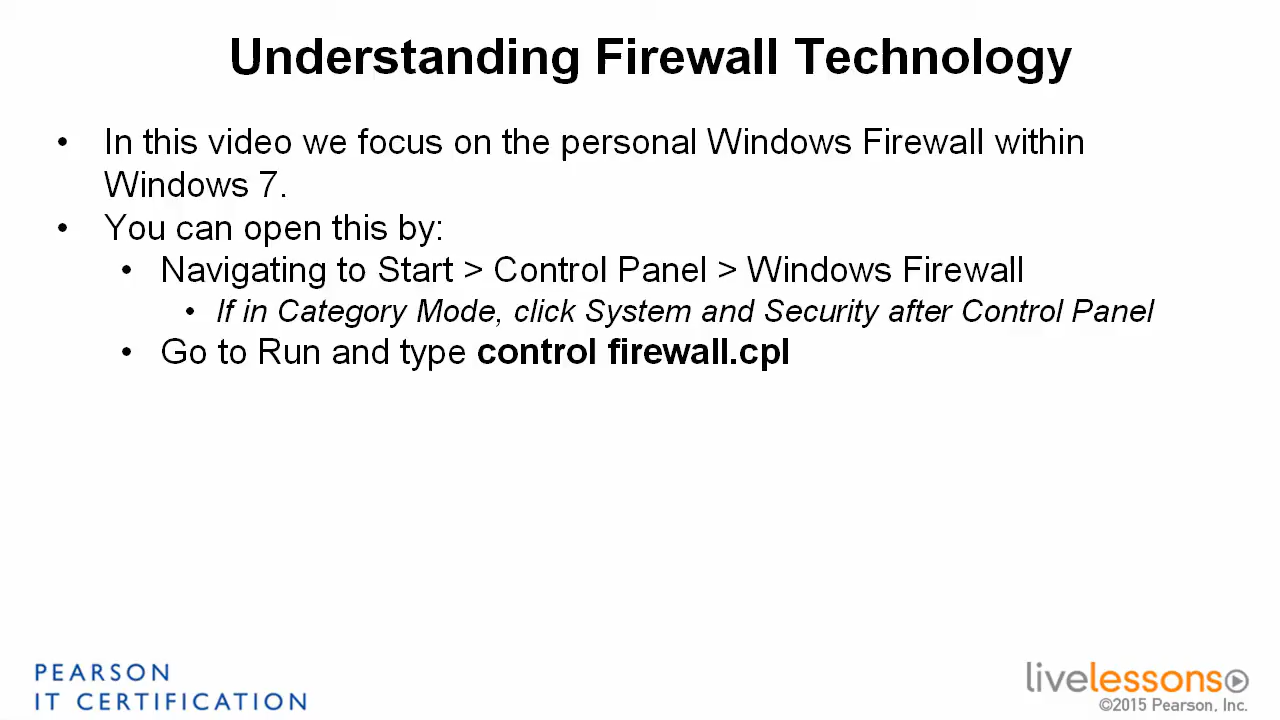 Understanding Firewall Technology
• In this video we focus on the personal Windows Firewall within
Windows 7.
• You can open this by:
• Navigating to Start > Control Panel > Windows Firewall
• If in Category Mode, click System and Security after Control Panel
• Go to Run and type control firewall.cpl
PEARSON
IT CERTIFICATION
livelessons
©2015 Pearson, Inc.